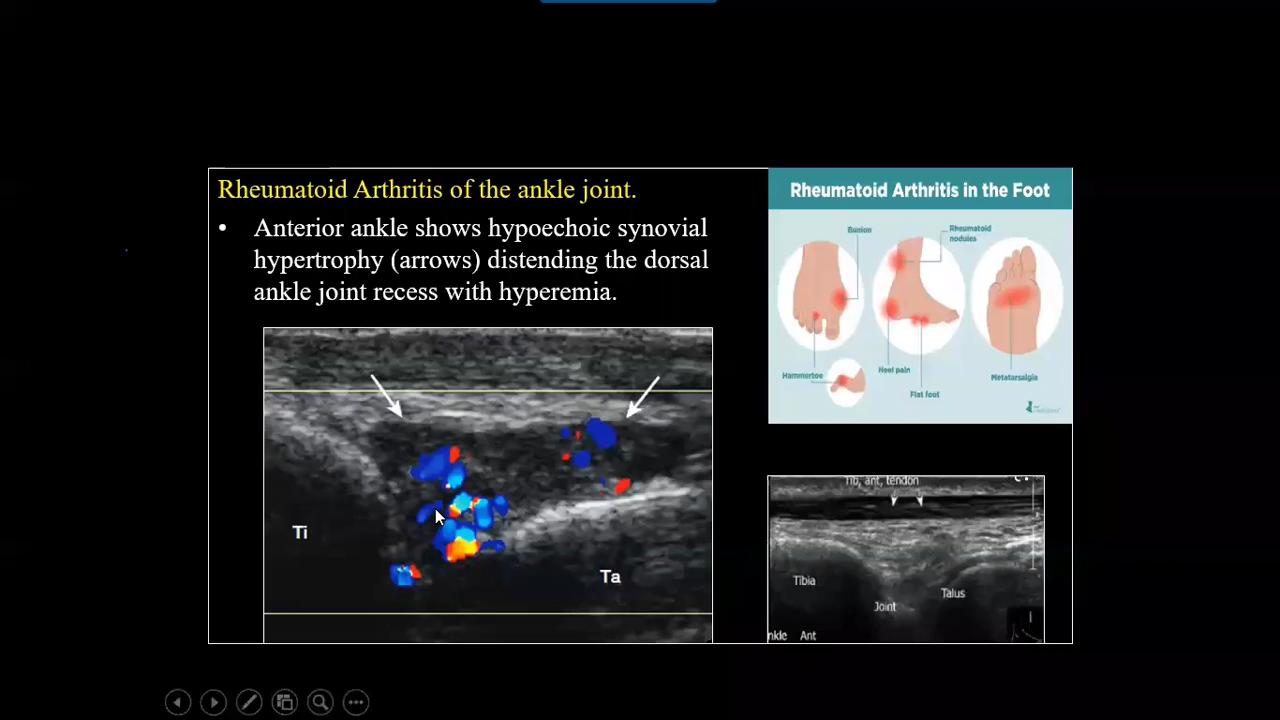 Rheumatoid Arthritis of the ankle joint.
• Anterior ankle shows hypoechoic synovial
hypertrophy (arrows) distending the dorsal
ankle joint recess with hyperemia.
Ti
Ta
Rheumatoid Arthritis in the Foot
Bunion
Rheumatoid
nodules
Hammertoe
Heel pain
Flat foot
Metatarsalgia
Tib, ant, tendon
Tibia
Talus
Joint
nkle Ant